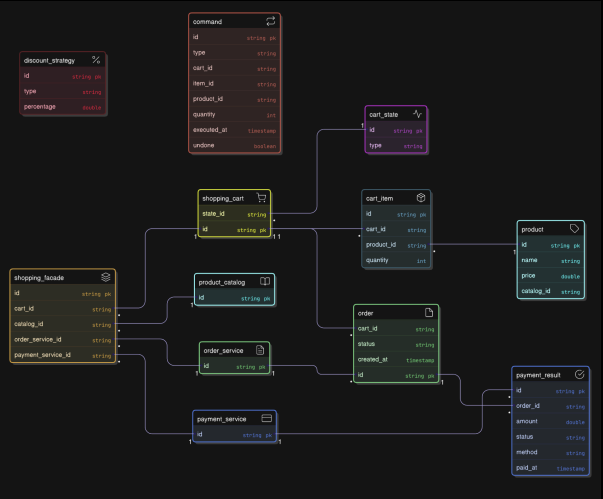 command
id string pk
type string
cart_id string
item_id string
product_id string
quantity int
executed_at timestamp
undone boolean
discount_strategy
id string pk
type string
percentage double
cart_state
1 id string pk
type string
shopping_cart
state_id string *
id string pk
1 1 1
cart_item
id string pk
cart_id string
*
product_id string
*
quantity int
product
id string pk
1
name string
price double
catalog_id string
shopping_facade
id string pk
cart_id string
*
catalog_id string
*
order_service_id string
*
payment_service_id string
*
product_catalog
id string pk
1
order_service
id string pk
1 1
payment_service
id string pk
1 1
order
cart_id string
*
status string
created_at timestamp
id string pk
* 1
payment_result
id string pk
*
order_id string
*
amount double
status string
method string
paid_at timestamp